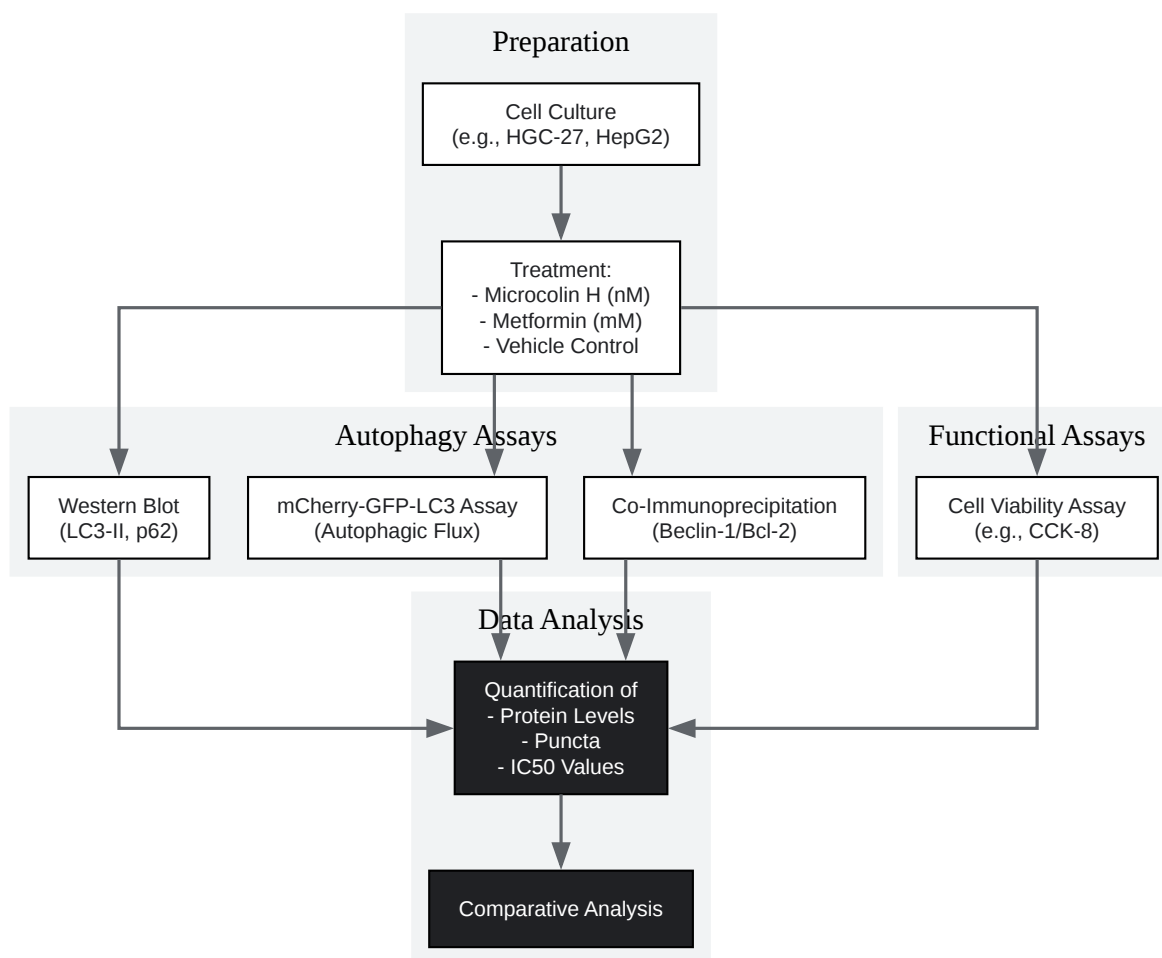 Preparation
Cell Culture
(e.g., HGC-27, HepG2)
Treatment:
- Microcolin H (nM)
- Metformin (mM)
- Vehicle Control
Autophagy Assays
Functional Assays
Western Blot
(LC3-II, p62)
mCherry-GFP-LC3 Assay
(Autophagic Flux)
Co-Immunoprecipitation
(Beclin-1/Bcl-2)
Cell Viability Assay
(e.g., CCK-8)
Data Analysis
Quantification of
- Protein Levels
- Puncta
- IC50 Values
Comparative Analysis